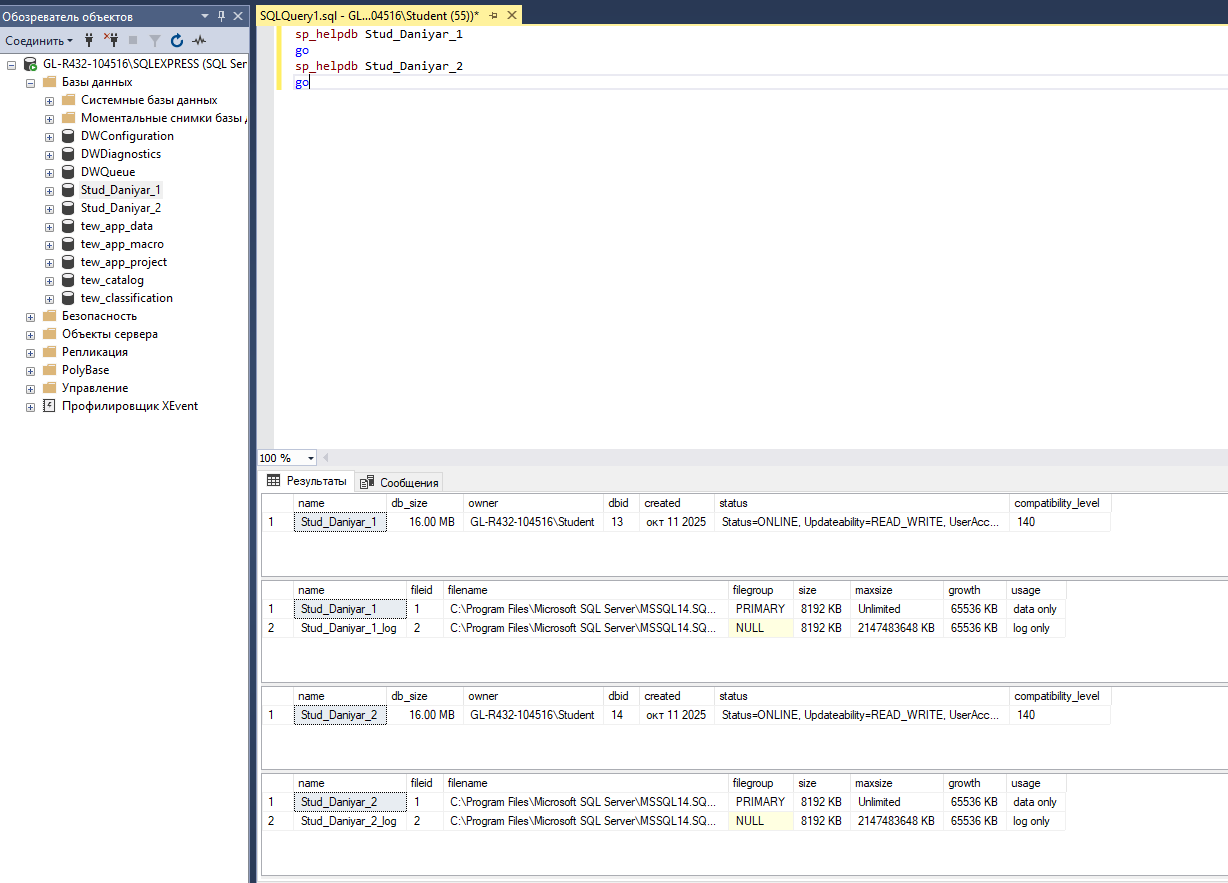 Обозреватель объектов
Соединить
GL-R432-104516\SQLEXPRESS (SQL Ser
Базы данных
Системные базы данных
Моментальные снимки базы
DWConfiguration
DWDiagnostics
DWQueue
Stud_Daniyar_1
Stud_Daniyar_2
tew_app_data
tew_app_macro
tew_app_project
tew_catalog
tew_classification
Безопасность
Объекты сервера
Репликация
PolyBase
Управление
Профилировщик XEvent
SQLQuery1.sql - GL...04516\Student (55))*
sp_helpdb Stud_Daniyar_1
go
sp_helpdb Stud_Daniyar_2
go
100 %
Результаты Сообщения
name db_size owner dbid created status compatibility_level
1 Stud_Daniyar_1 16.00 MB GL-R432-104516\Student 13 окт 11 2025 Status=ONLINE, Updateability=READ_WRITE, UserAcc... 140
name fileid filename filegroup size maxsize growth usage
1 Stud_Daniyar_1 1 C:\Program Files\Microsoft SQL Server\MSSQL14.SQ... PRIMARY 8192 KB Unlimited 65536 KB data only
2 Stud_Daniyar_1_log 2 C:\Program Files\Microsoft SQL Server\MSSQL14.SQ... NULL 8192 KB 2147483648 KB 65536 KB log only
name db_size owner dbid created status compatibility_level
1 Stud_Daniyar_2 16.00 MB GL-R432-104516\Student 14 окт 11 2025 Status=ONLINE, Updateability=READ_WRITE, UserAcc... 140
name fileid filename filegroup size maxsize growth usage
1 Stud_Daniyar_2 1 C:\Program Files\Microsoft SQL Server\MSSQL14.SQ... PRIMARY 8192 KB Unlimited 65536 KB data only
2 Stud_Daniyar_2_log 2 C:\Program Files\Microsoft SQL Server\MSSQL14.SQ... NULL 8192 KB 2147483648 KB 65536 KB log only